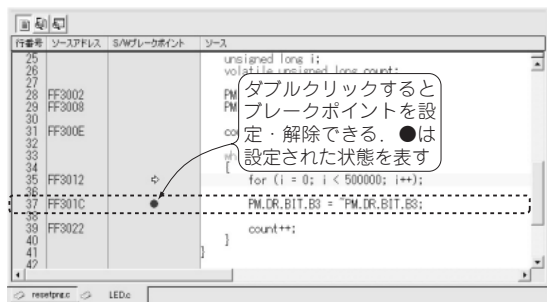 行番号 ソースアドレス S/Wブレークポイント ソース
25 unsigned long i;
26 volatile unsigned long count;
27
28 FF3002 PM
29 FF3008 PM
30
31 FF300E co
32
33 wh
34 {
35 FF3012 for (i = 0; i < 500000; i++);
36
37 FF301C PM.DR.BIT.B3 = ~PM.DR.BIT.B3;
38
39 FF3022 count++;
40 }
41 }
42
ダブルクリックすると
ブレークポイントを設
定・解除できる．●は
設定された状態を表す
resetprg.c LED.c